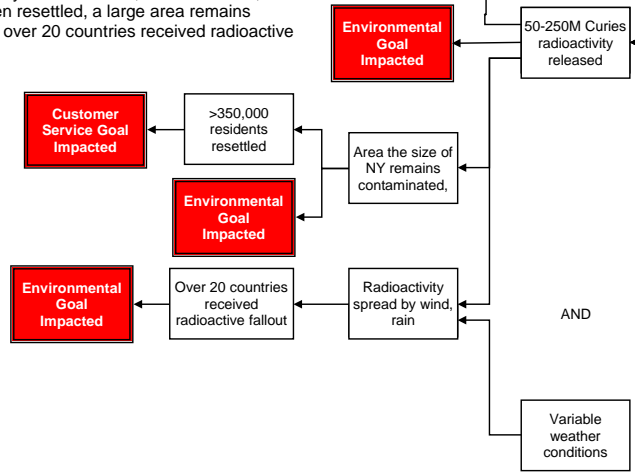 en resettled, a large area remains
over 20 countries received radioactive
Environmental
Goal
Impacted
50-250M Curies
radioactivity
released
Customer
Service Goal
Impacted
>350,000
residents
resettled
Area the size of
NY remains
contaminated,
Environmental
Goal
Impacted
Environmental
Goal
Impacted
Over 20 countries
received
radioactive fallout
Radioactivity
spread by wind,
rain
AND
Variable
weather
conditions